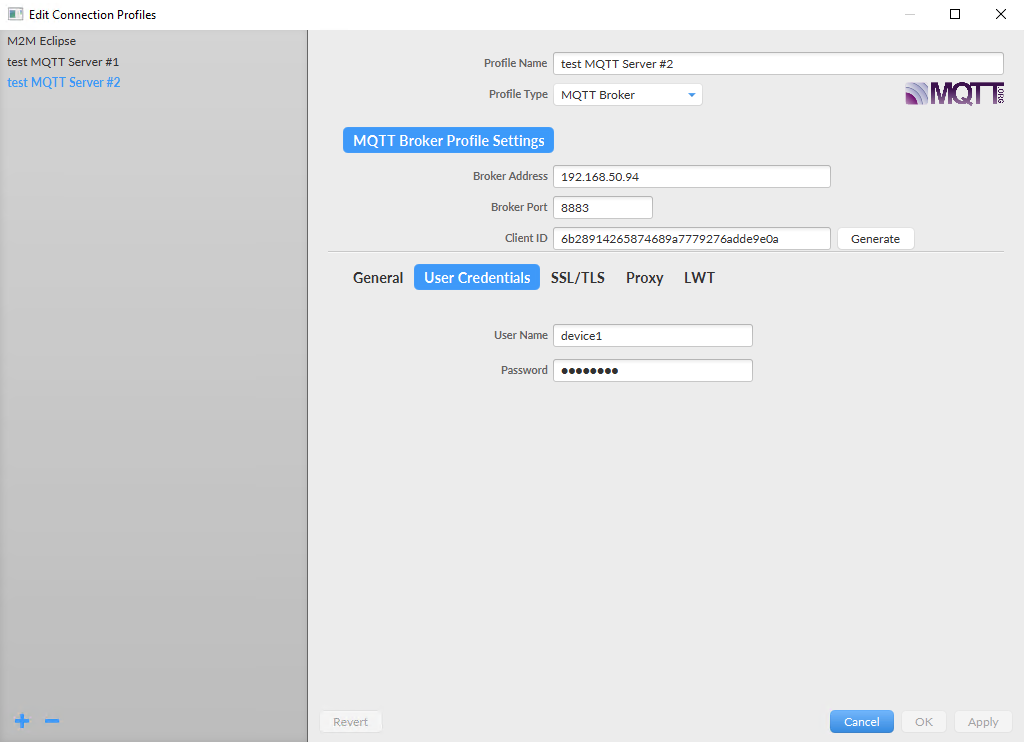 Edit Connection Profiles
M2M Eclipse
test MQTT Server #1
test MQTT Server #2
Profile Name test MQTT Server #2
Profile Type MQTT Broker
MQTT.ORG
MQTT Broker Profile Settings
Broker Address 192.168.50.94
Broker Port 8883
Client ID 6b28914265874689a7779276adde9e0a Generate
General User Credentials SSL/TLS Proxy LWT
User Name device1
Password ●●●●●●●●
Revert Cancel OK Apply